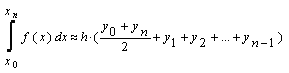 ∫_{x_0}^{x_n} f(x) dx ≈ h·( (y_0 + y_n)/2 + y_1 + y_2 + ... + y_{n-1} )